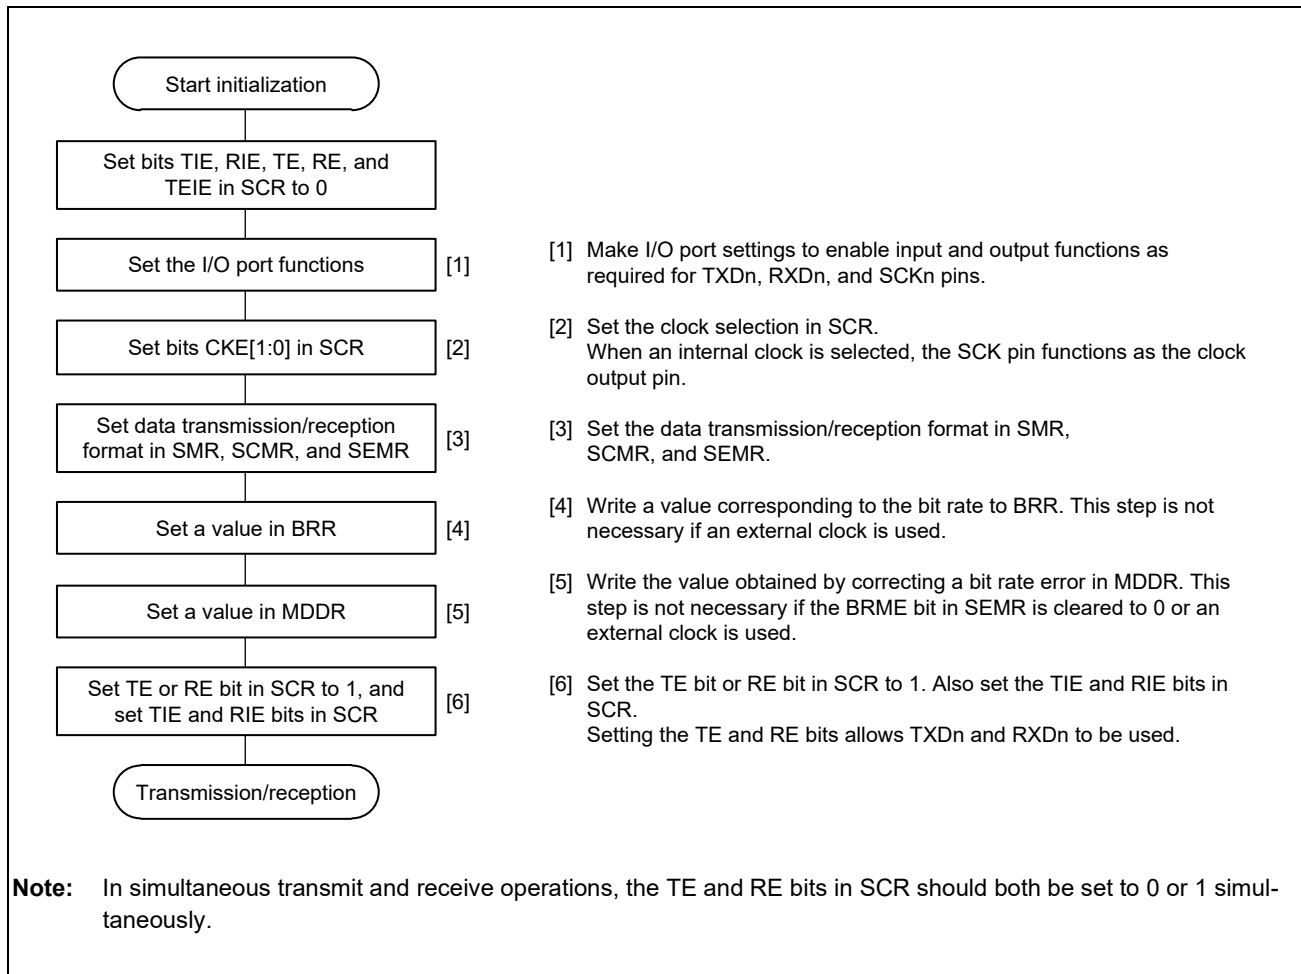 Start initialization
Set bits TIE, RIE, TE, RE, and
TEIE in SCR to 0
Set the I/O port functions
[1]
Set bits CKE[1:0] in SCR
[2]
Set data transmission/reception
format in SMR, SCMR, and SEMR
[3]
Set a value in BRR
[4]
Set a value in MDDR
[5]
Set TE or RE bit in SCR to 1, and
set TIE and RIE bits in SCR
[6]
Transmission/reception
[1] Make I/O port settings to enable input and output functions as
required for TXDn, RXDn, and SCKn pins.
[2] Set the clock selection in SCR.
When an internal clock is selected, the SCK pin functions as the clock
output pin.
[3] Set the data transmission/reception format in SMR,
SCMR, and SEMR.
[4] Write a value corresponding to the bit rate to BRR. This step is not
necessary if an external clock is used.
[5] Write the value obtained by correcting a bit rate error in MDDR. This
step is not necessary if the BRME bit in SEMR is cleared to 0 or an
external clock is used.
[6] Set the TE bit or RE bit in SCR to 1. Also set the TIE and RIE bits in
SCR.
Setting the TE and RE bits allows TXDn and RXDn to be used.
Note: In simultaneous transmit and receive operations, the TE and RE bits in SCR should both be set to 0 or 1 simul-
taneously.